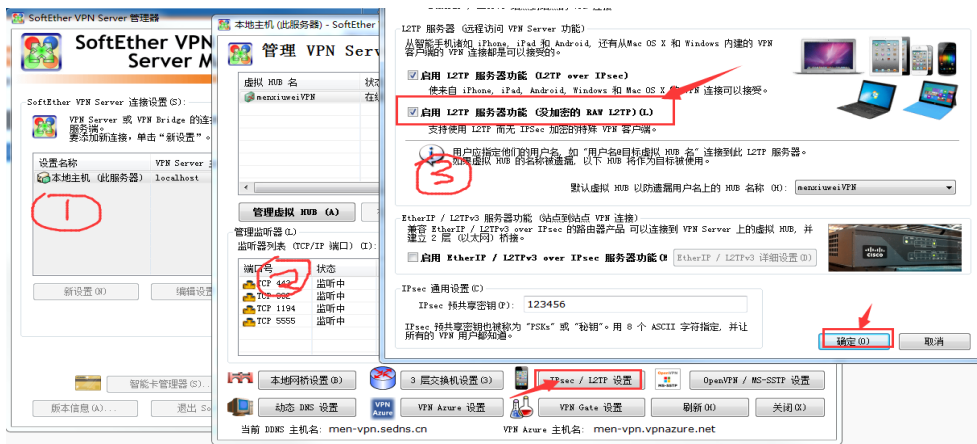 SoftEther VPN Server 管理器
SoftEther VPN
Server M
SoftEther VPN Server 连接设置(S):
VPN Server 或 VPN Bridge 的连
服务端。
要添加新连接，单击 "新设置"。
设置名称 VPN Server
本地主机 (此服务器) localhost
1
新设置(N) 编辑设置
智能卡管理器(S)..
版本信息(A)... 退出 So
本地主机 (此服务器) - SoftEther
管理 VPN Serv
虚拟 HUB 名 状态
menxiuweiVPN 在线
管理虚拟 HUB (A)
管理监听器(L)
监听器列表 (TCP/IP 端口) (I):
端口号 状态
TCP 443 监听中
TCP 992 监听中
TCP 1194 监听中
TCP 5555 监听中
2
本地网桥设置(B) 3 层交换机设置(3) IPsec / L2TP 设置 OpenVPN / MS-SSTP 设置
动态 DNS 设置 VPN Azure VPN Azure 设置 VPN Gate 设置 刷新(H) 关闭(X)
当前 DDNS 主机名: men-vpn.sedns.cn VPN Azure 主机名: men-vpn.vpnazure.net
L2TP 服务器 (远程访问 VPN Server 功能)
从智能手机诸如 iPhone, iPad 和 Android, 还有从Mac OS X 和 Windows 内建的 VPN
客户端的 VPN 连接都是可以接受的。
启用 L2TP 服务器功能 (L2TP over IPsec)
使来自 iPhone, iPad, Android, Windows 和 Mac OS X 的 VPN 连接可以接受。
启用 L2TP 服务器功能 (没加密的 RAW L2TP)(L)
支持使用 L2TP 而无 IPSec 加密的特殊 VPN 客户端。
用户应指定他们的用户名, 如 "用户名@目标虚拟 HUB 名" 连接到此 L2TP 服务器。
如果虚拟 HUB 的名称被遗漏, 以下 HUB 将作为目标被使用。
3
默认虚拟 HUB 以防遗漏用户名上的 HUB 名称 (H): menxiuweiVPN
EtherIP / L2TPv3 服务器功能 (站点到站点 VPN 连接)
兼容 EtherIP / L2TPv3 over IPsec 的路由器产品 可以连接到 VPN Server 上的虚拟 HUB, 并
建立 2 层 (以太网) 桥接。
启用 EtherIP / L2TPv3 over IPsec 服务器功能(E EtherIP / L2TPv3 详细设置(D)
CISCO
IPsec 通用设置(C)
IPsec 预共享密钥(P): 123456
IPsec 预共享密钥也被称为 "PSKs" 或 "秘钥"。用 8 个 ASCII 字符指定, 并让
所有的 VPN 用户都知道。
确定(O) 取消